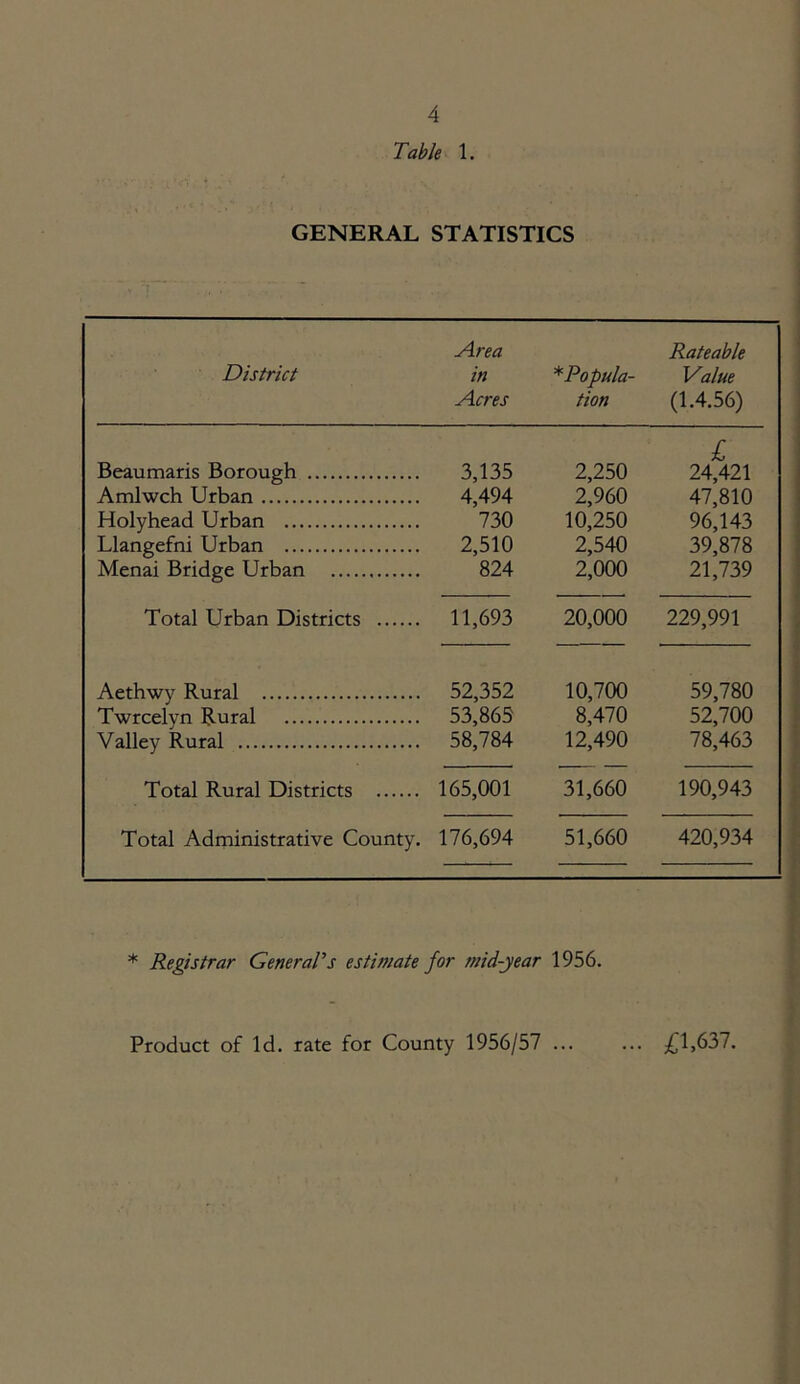 4
Table 1.
GENERAL STATISTICS
District Area in Acres *Popula- tion Rateable Value (1.4.56)
£
Beaumaris Borough ................ 3,135 2,250 24,421
Amlwch Urban ...................... 4,494 2,960 47,810
Holyhead Urban ................... 730 10,250 96,143
Llangefni Urban ................... 2,510 2,540 39,878
Menai Bridge Urban ............ 824 2,000 21,739
Total Urban Districts ...... 11,693 20,000 229,991
Aethwy Rural ...................... 52,352 10,700 59,780
Twrcelyn Rural ................... 53,865 8,470 52,700
Valley Rural ......................... 58,784 12,490 78,463
Total Rural Districts ...... 165,001 31,660 190,943
Total Administrative County. 176,694 51,660 420,934
* Registrar General's estimate for mid-year 1956.
Product of 1d. rate for County 1956/57 ... ... £1,637.